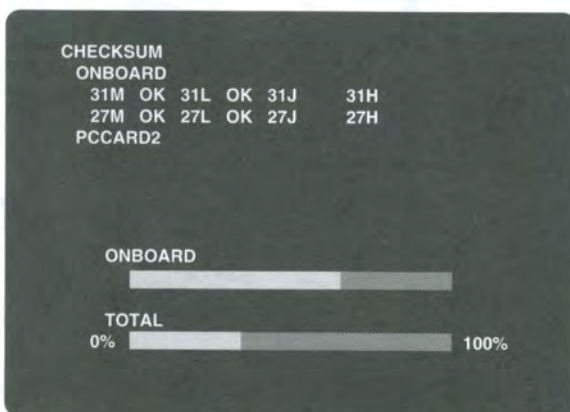 CHECKSUM
ONBOARD
31M OK 31L OK 31J 31H
27M OK 27L OK 27J 27H
PCCARD2
ONBOARD
TOTAL
0% 100%